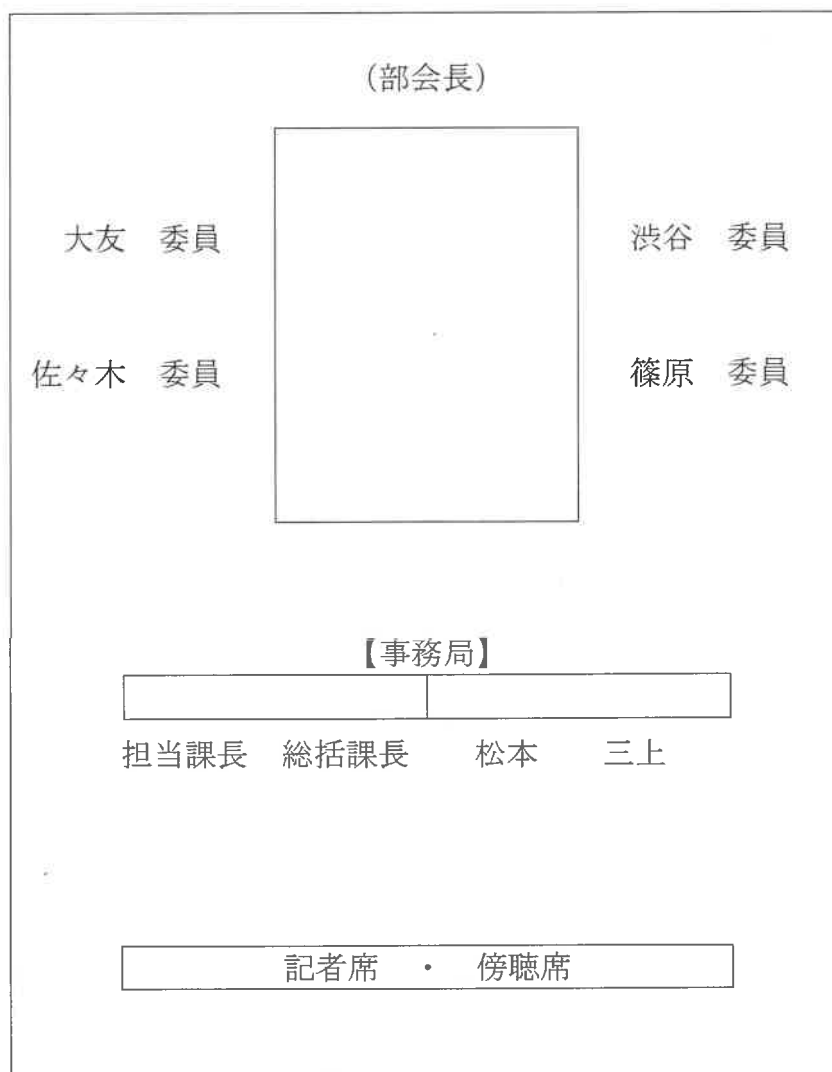 （部会長）
大友　委員　渋谷　委員
佐々木　委員　篠原　委員
【事務局】
担当課長　総括課長　松本　三上
記者席　・　傍聴席